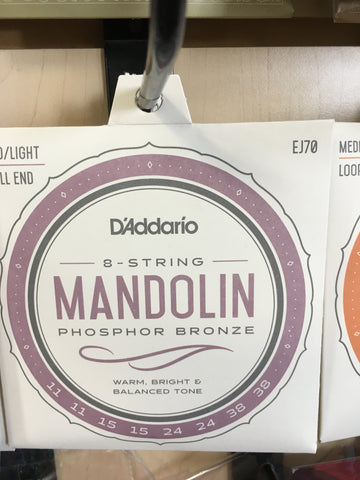 D/LIGHT
LL END
EJ70
D'Addario
8-STRING
MANDOLIN
PHOSPHOR BRONZE
WARM, BRIGHT &
BALANCED TONE
11 11 15 15 24 24 38 38
MED
LOOP